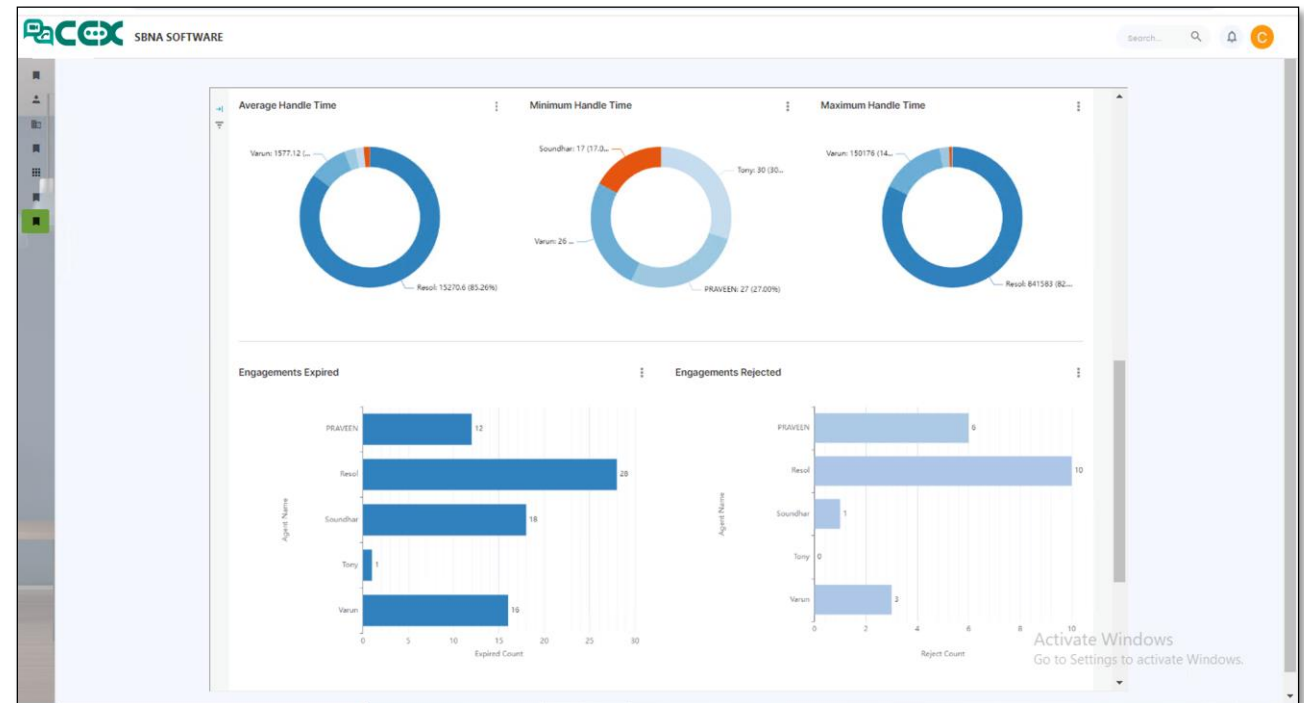 CCX SBNA SOFTWARE
Search...
C
Average Handle Time
Minimum Handle Time
Maximum Handle Time
Varun: 1577.12 (...
Resol: 15270.6 (85.26%)
Soundhar: 17 (17.0...
Tony: 30 (30...
Varun: 26 ...
PRAVEEN: 27 (27.00%)
Varun: 150176 (14...
Resol: 841583 (82...
Engagements Expired
Agent Name
PRAVEEN 12
Resol 28
Soundhar 18
Tony 1
Varun 16
0 5 10 15 20 25 30
Expired Count
Engagements Rejected
Agent Name
PRAVEEN 6
Resol 10
Soundhar 1
Tony 0
Varun 3
0 2 4 6 8 10
Reject Count
Activate Windows
Go to Settings to activate Windows.